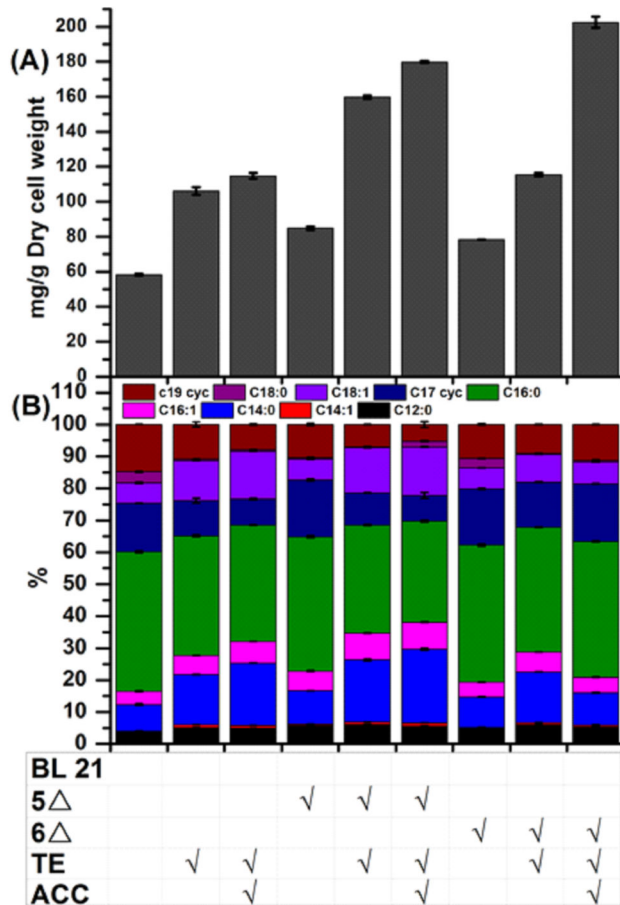 (A)
mg/g Dry cell weight
200
180
160
140
120
100
80
60
40
20
0
(B)
%
110
100
90
80
70
60
50
40
30
20
10
0
c19 cyc C18:0 C18:1 C17 cyc C16:0
C16:1 C14:0 C14:1 C12:0
BL 21
5△ √ √ √
6△ √ √ √
TE √ √ √ √ √ √
ACC √ √ √